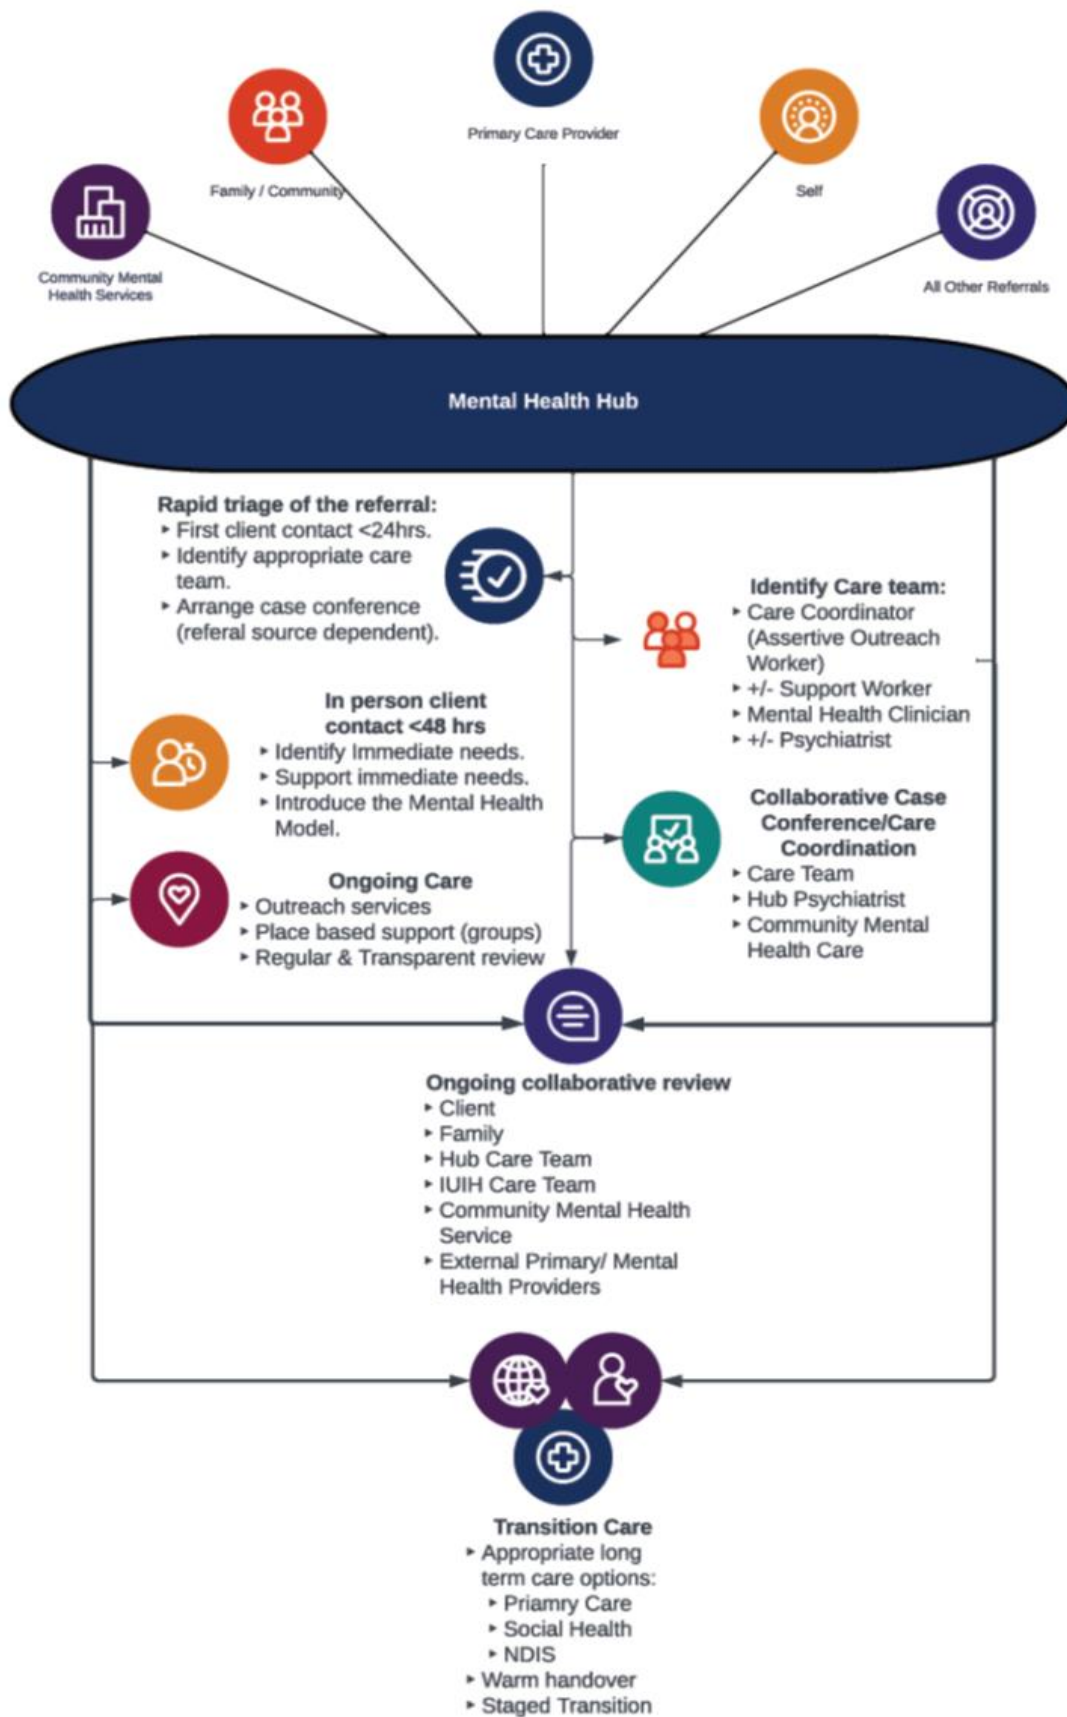 Primary Care Provider
Family / Community
Self
Community Mental
Health Services
All Other Referrals
Mental Health Hub
Rapid triage of the referral:
‣ First client contact <24hrs.
‣ Identify appropriate care
team.
‣ Arrange case conference
(referal source dependent).
Identify Care team:
‣ Care Coordinator
(Assertive Outreach
Worker)
‣ +/- Support Worker
‣ Mental Health Clinician
‣ +/- Psychiatrist
In person client
contact <48 hrs
‣ Identify Immediate needs.
‣ Support immediate needs.
‣ Introduce the Mental Health
Model.
Collaborative Case
Conference/Care
Coordination
‣ Care Team
‣ Hub Psychiatrist
‣ Community Mental
Health Care
Ongoing Care
‣ Outreach services
‣ Place based support (groups)
‣ Regular & Transparent review
Ongoing collaborative review
‣ Client
‣ Family
‣ Hub Care Team
‣ IUIH Care Team
‣ Community Mental Health
Service
‣ External Primary/ Mental
Health Providers
Transition Care
‣ Appropriate long
term care options:
‣ Priamry Care
‣ Social Health
‣ NDIS
‣ Warm handover
‣ Staged Transition